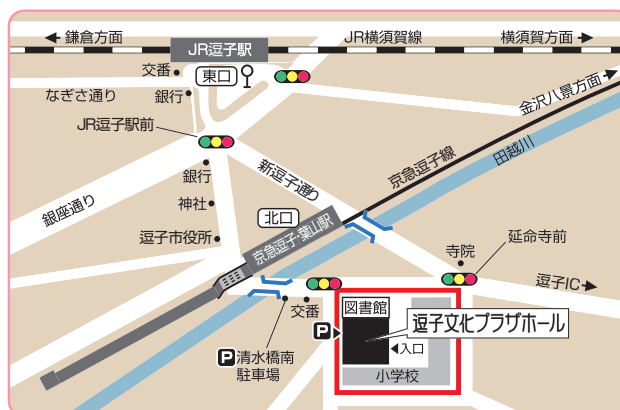 鎌倉方面
JR逗子駅
JR横須賀線
横須賀方面
交番
東口
なぎさ通り
銀行
金沢八景方面
JR逗子駅前
京急逗子線
田越川
新逗子通り
銀行
銀座通り
神社
北口
逗子市役所
京急逗子・葉山駅
寺院
延命寺前
逗子IC
交番
図書館
逗子文化プラザホール
P
入口
P 清水橋南
駐車場
小学校